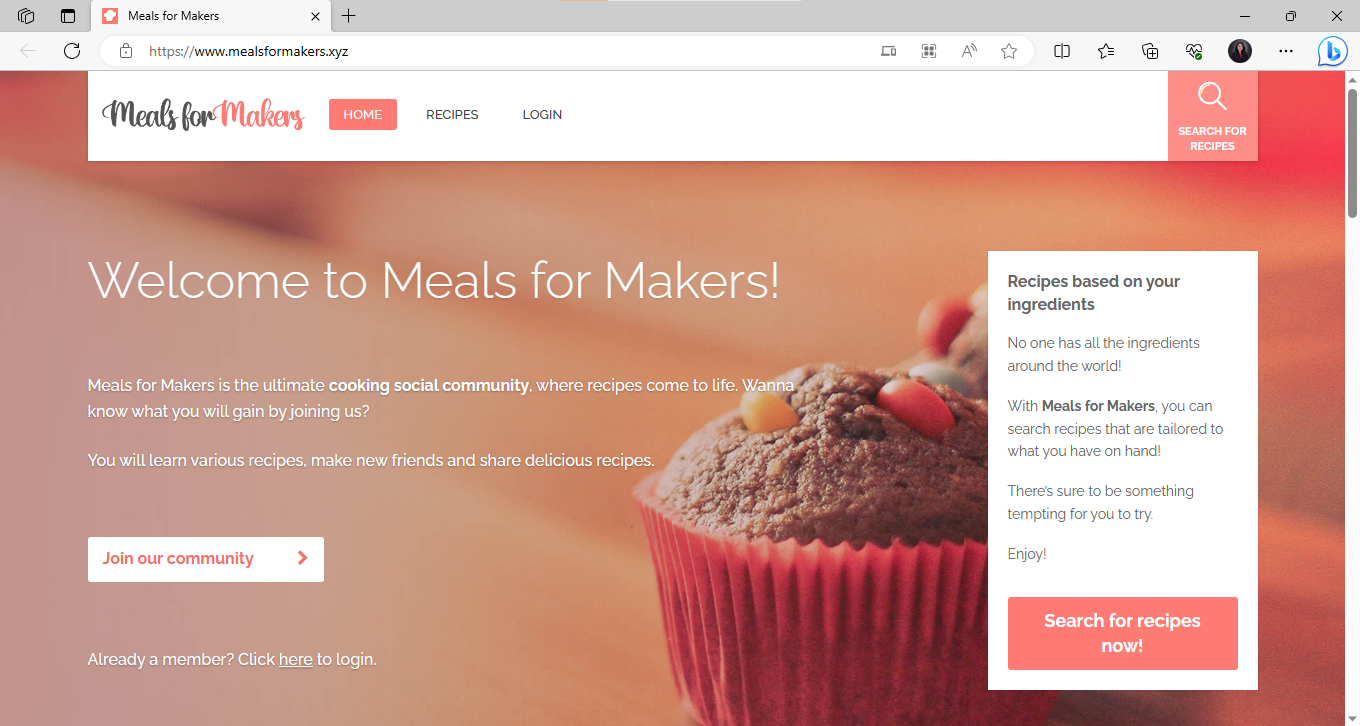 Meals for Makers
https://www.mealsformakers.xyz
Meals for Makers
HOME
RECIPES
LOGIN
SEARCH FOR
RECIPES
Welcome to Meals for Makers!
Meals for Makers is the ultimate cooking social community, where recipes come to life. Wanna
know what you will gain by joining us?
You will learn various recipes, make new friends and share delicious recipes.
Join our community
Already a member? Click here to login.
Recipes based on your
ingredients
No one has all the ingredients
around the world!
With Meals for Makers, you can
search recipes that are tailored to
what you have on hand!
There's sure to be something
tempting for you to try.
Enjoy!
Search for recipes
now!